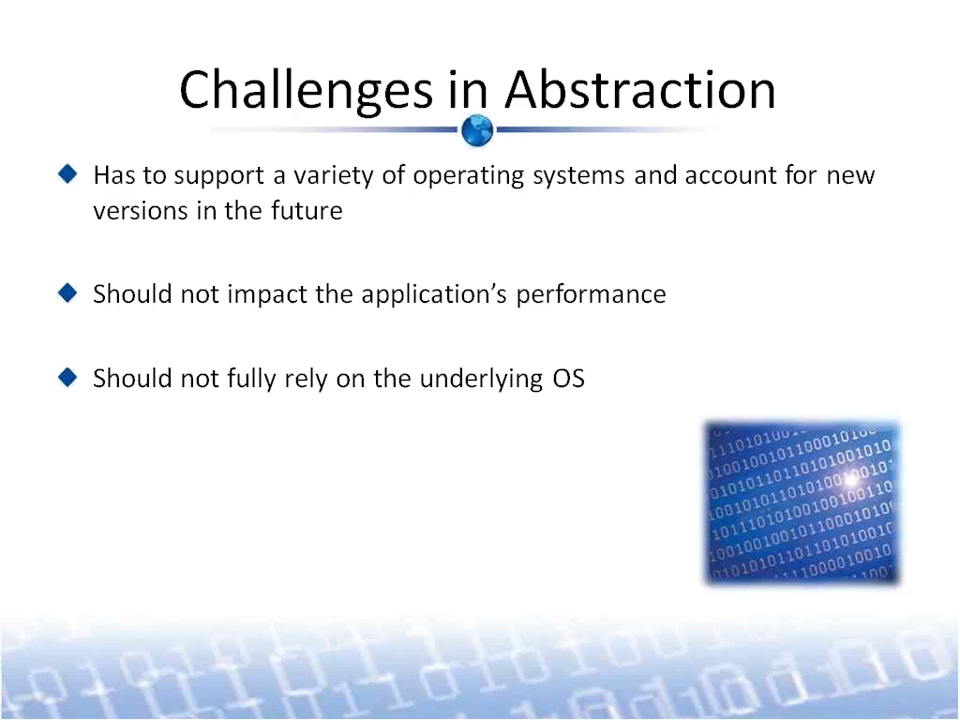 Challenges in Abstraction
Has to support a variety of operating systems and account for new
versions in the future
Should not impact the application's performance
Should not fully rely on the underlying OS